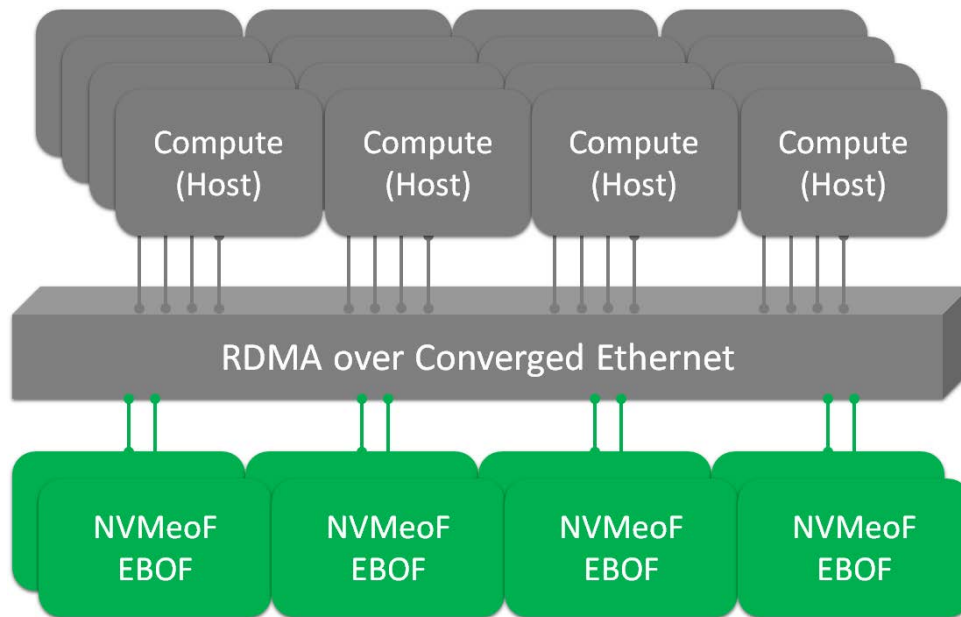 Compute
(Host)
Compute
(Host)
Compute
(Host)
Compute
(Host)
RDMA over Converged Ethernet
NVMeoF
EBOF
NVMeoF
EBOF
NVMeoF
EBOF
NVMeoF
EBOF